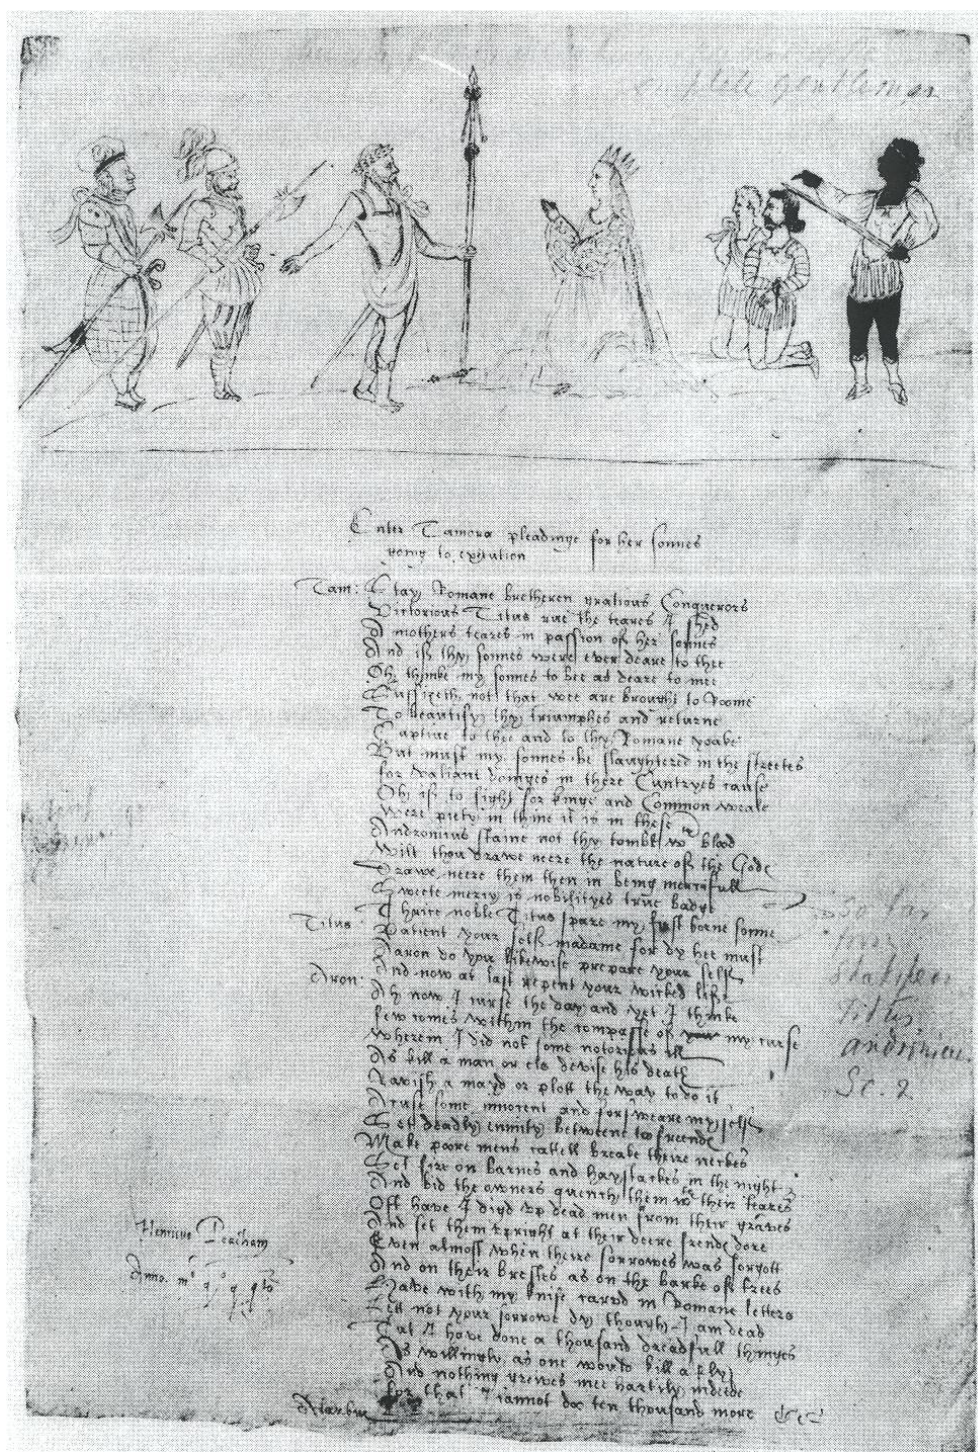 complete gentleman
Enter Tamora pleadinge for her sonnes
going to execution
Tam: Stay Romane bretheren gratious Conquerors
Victorious Titus rue the teares I shed
A mothers teares in passion of her sonnes
And if thy sonnes were ever deare to thee
Oh thinke my sonnes to bee as deare to mee
Suffizeth not that wee are brought to Roome
To beautify thy triumphes and returne
Captive to thee and to thy Romane yoake
But must my sonnes be slaughtered in the streetes
for valiant doinges in there Cuntryes cause
Oh if to fight for kinge and Common weale
Were piety in thine it is in these
Andronicus staine not thy tombe wth blood
Wilt thou drawe neere the nature of the Godes
Drawe neere them then in being mercifull
Sweete mercy is nobilityes true badge
Thrice noble Titus spare my first borne sonne
Titus: Patient your self madame for dy hee must
Aaron do you likewise prepare your self
And now at last repent your wicked life
Aron: Ah now I curse the day and yet I thinke
few comes within the compasse of my curse
Wherein I did not some notorious ill
As kill a man or els devise his death
Ravish a mayd or plott the way to do it
Acuse some innocent and forsweare my self
Set deadly enmity betweene too freendes
Make poore mens cattell breake theire neckes
Set fire on barnes and haystackes in the night
And bid the owners quench them wth their teares
Oft have I digd vp dead men from their graves
And set them vpright at their deere frendes dore
Even almost when theire sorrowes was forgott
And on their brestes as on the barke of trees
Have with my knife carvd in Romane letters
Lett not your sorrowe dy though I am dead
Tut I have done a thousand dreadfull thinges
As willingly as one would kill a fly
And nothing greives mee hartily indeede
for that I cannot doo ten thousand more &c
Alarbus
So far
from
Titus
Andronicus
Sc. 2
Henricus Peacham
Anno mo qo g qto